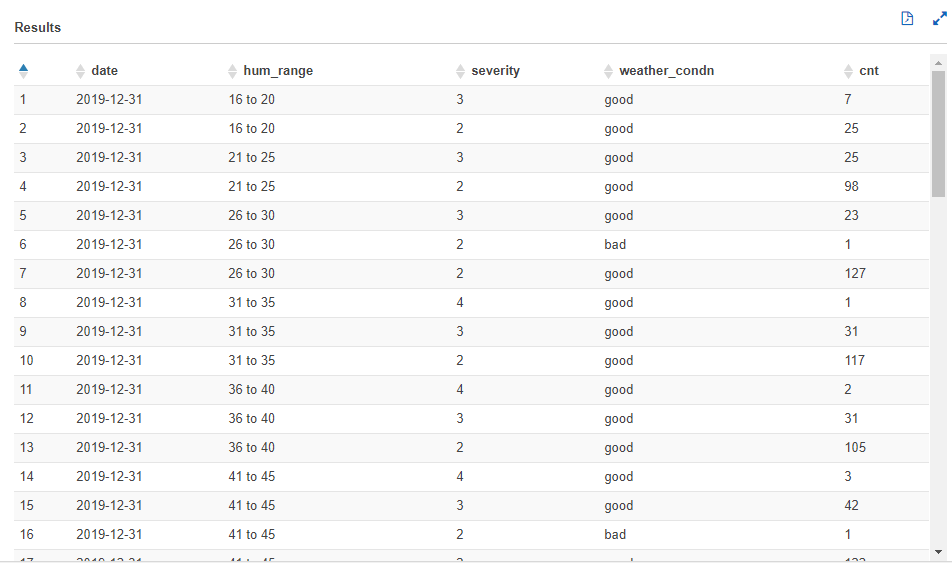 Results
date hum_range severity weather_condn cnt
1 2019-12-31 16 to 20 3 good 7
2 2019-12-31 16 to 20 2 good 25
3 2019-12-31 21 to 25 3 good 25
4 2019-12-31 21 to 25 2 good 98
5 2019-12-31 26 to 30 3 good 23
6 2019-12-31 26 to 30 2 bad 1
7 2019-12-31 26 to 30 2 good 127
8 2019-12-31 31 to 35 4 good 1
9 2019-12-31 31 to 35 3 good 31
10 2019-12-31 31 to 35 2 good 117
11 2019-12-31 36 to 40 4 good 2
12 2019-12-31 36 to 40 3 good 31
13 2019-12-31 36 to 40 2 good 105
14 2019-12-31 41 to 45 4 good 3
15 2019-12-31 41 to 45 3 good 42
16 2019-12-31 41 to 45 2 bad 1